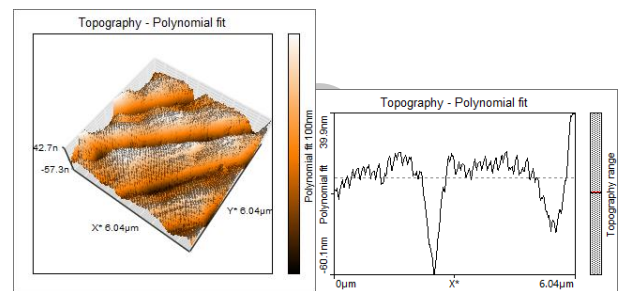 Topography - Polynomial fit
42.7n
-57.3n
X* 6.04µm
Y* 6.04µm
Polynomial fit 100nm
Topography - Polynomial fit
39.9nm
Polynomial fit
-60.1nm
0µm
X*
6.04µm
Topography range